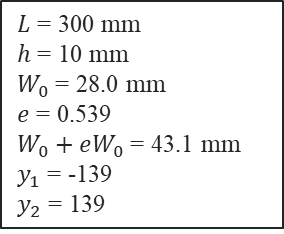 L = 300 mm
h = 10 mm
W₀ = 28.0 mm
e = 0.539
W₀ + eW₀ = 43.1 mm
y₁ = -139
y₂ = 139